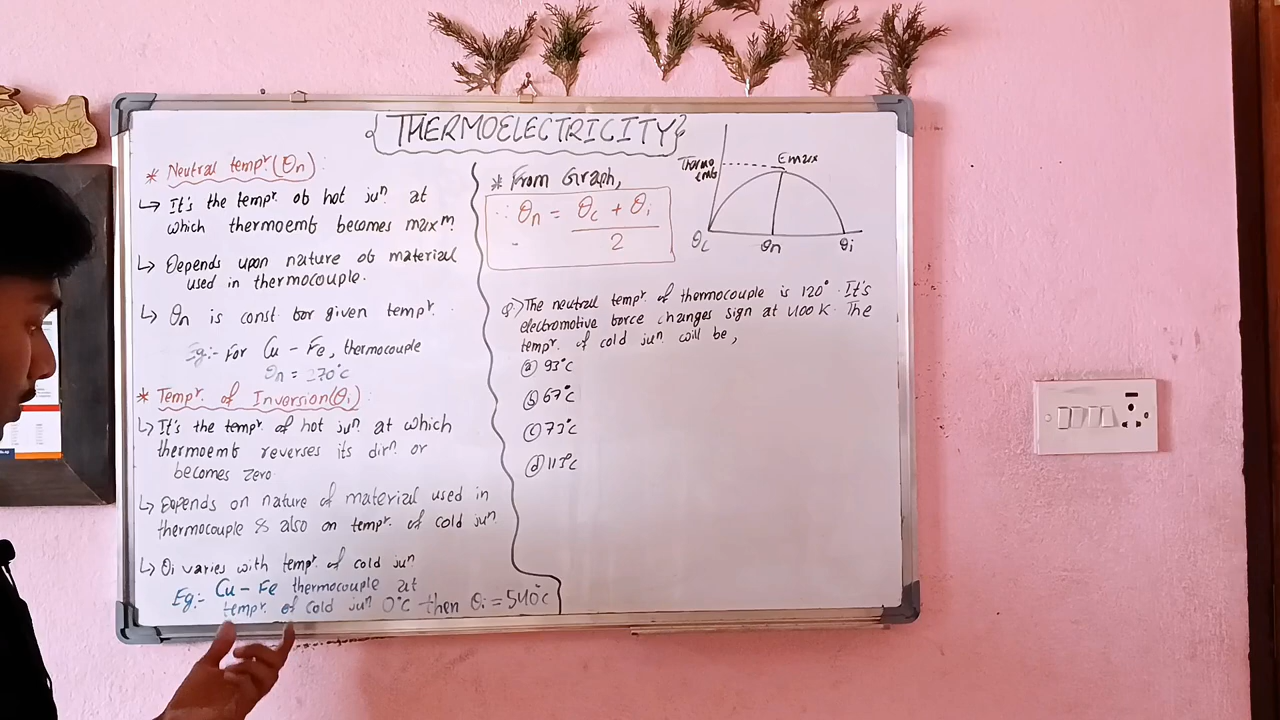 THERMOELECTRICITY
* Neutral tempr. (θn) :
↳ It's the tempr of hot junⁿ at
which thermoemf becomes maxᵐ.
↳ Depends upon nature of material
used in thermocouple.
↳ θn is const for given tempr.
Eg:- For Cu - Fe, thermocouple
θn = 270°c
* Tempr. of Inversion(θi) :
↳ It's the tempr of hot junⁿ at which
thermoemf reverses its dirⁿ or
becomes zero
↳ Depends on nature of material used in
thermocouple & also on tempr. of cold junⁿ.
↳ θi varies with tempr. of cold junⁿ
Eg:- Cu - Fe thermocouple at
tempr. of cold junⁿ 0°c then θi = 540°c
* From Graph,
∴ θn = θc + θi
2
Thermo
emf
Emax
θc
θn
θi
Q> The neutral tempr. of thermocouple is 120°. It's
electromotive force changes sign at 400 K. The
tempr. of cold junⁿ will be,
(a) 93°c
(b) 67°c
(c) 73°c
(d) 113°c